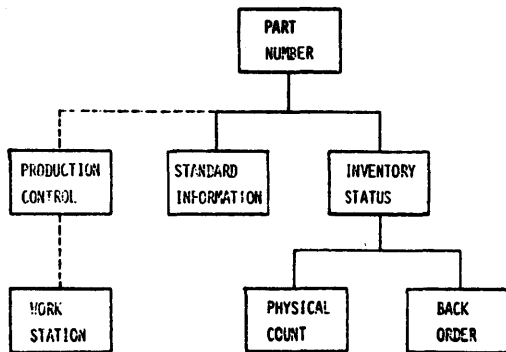 PART
NUMBER
PRODUCTION
CONTROL
STANDARD
INFORMATION
INVENTORY
STATUS
WORK
STATION
PHYSICAL
COUNT
BACK
ORDER